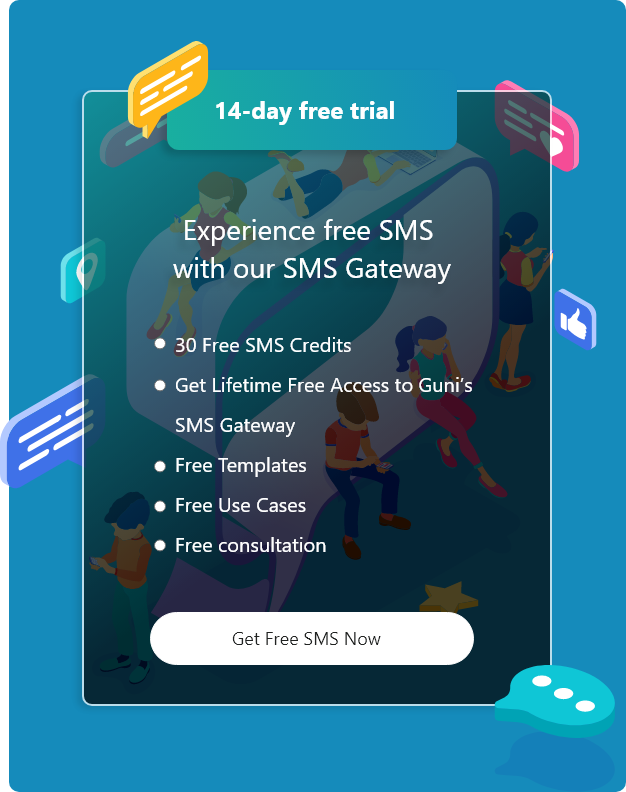 14-day free trial
Experience free SMS
with our SMS Gateway
30 Free SMS Credits
Get Lifetime Free Access to Guni’s
SMS Gateway
Free Templates
Free Use Cases
Free consultation
Get Free SMS Now